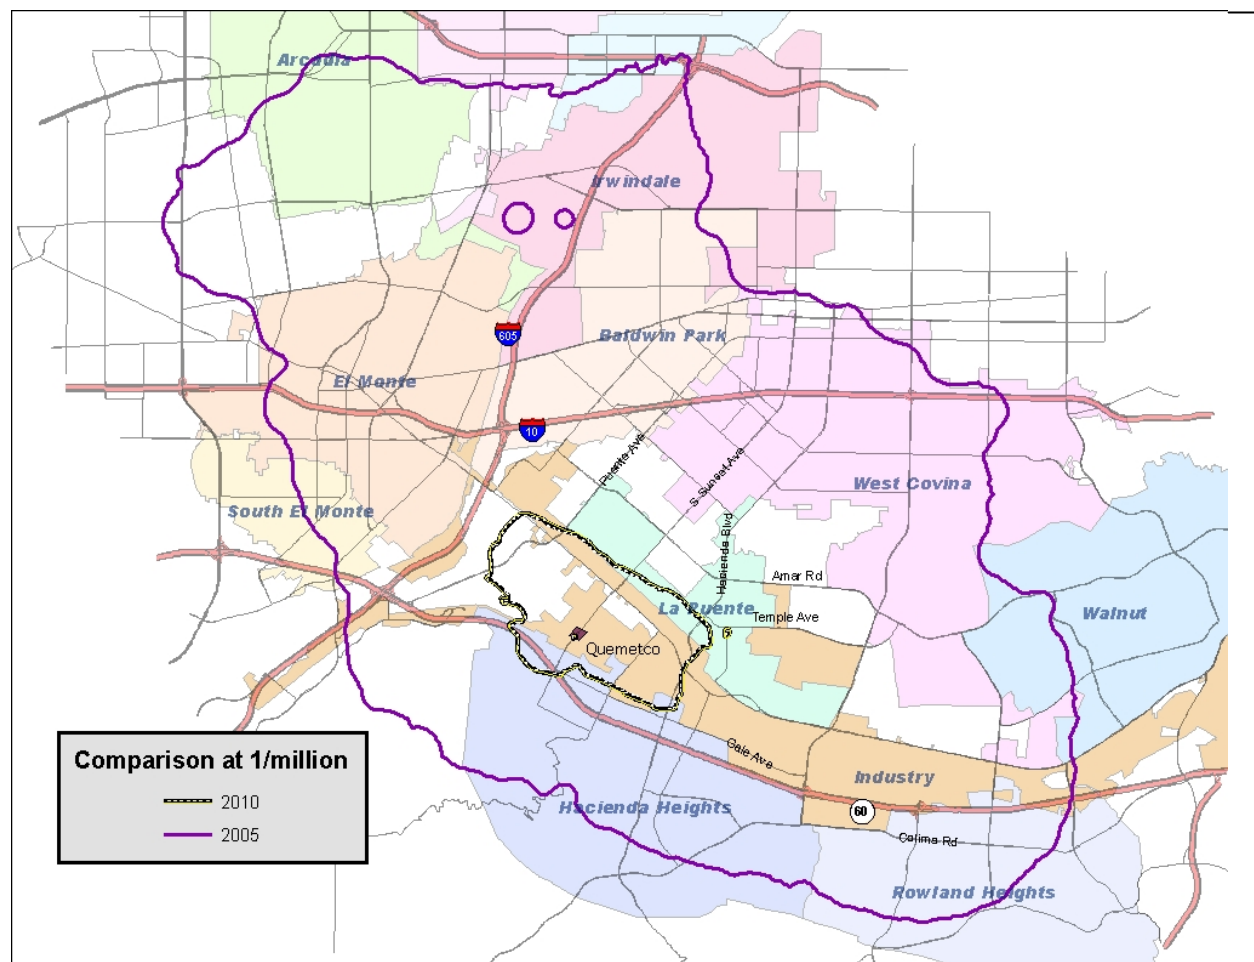 Arcadia
Irwindale
605
Baldwin Park
El Monte
10
Puente Ave
S Sunset Ave
West Covina
South El Monte
Hacienda Blvd
Amar Rd
La Puente
Temple Ave
Walnut
Quemetco
Gale Ave
Industry
Hacienda Heights
60
Colima Rd
Rowland Heights
Comparison at 1/million
2010
2005